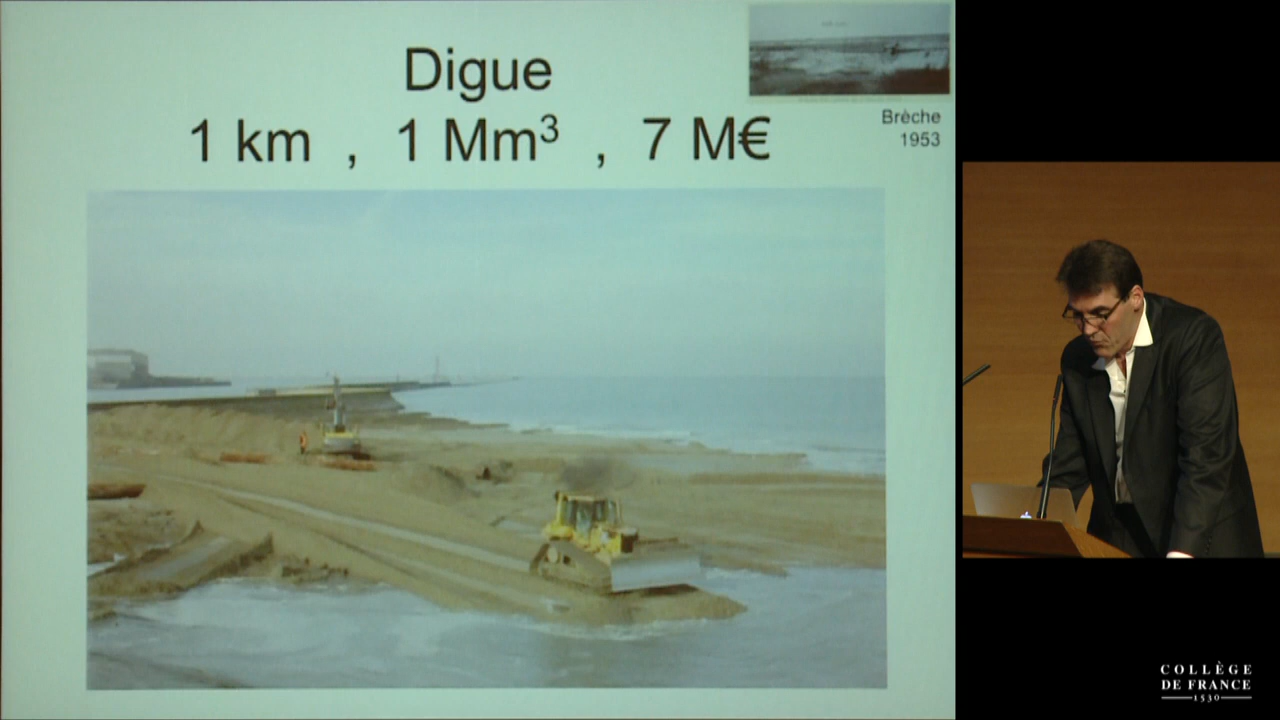 Digue
1 km , 1 Mm³ , 7 M€
Brèche
1953
COLLÈGE
DE FRANCE
1530